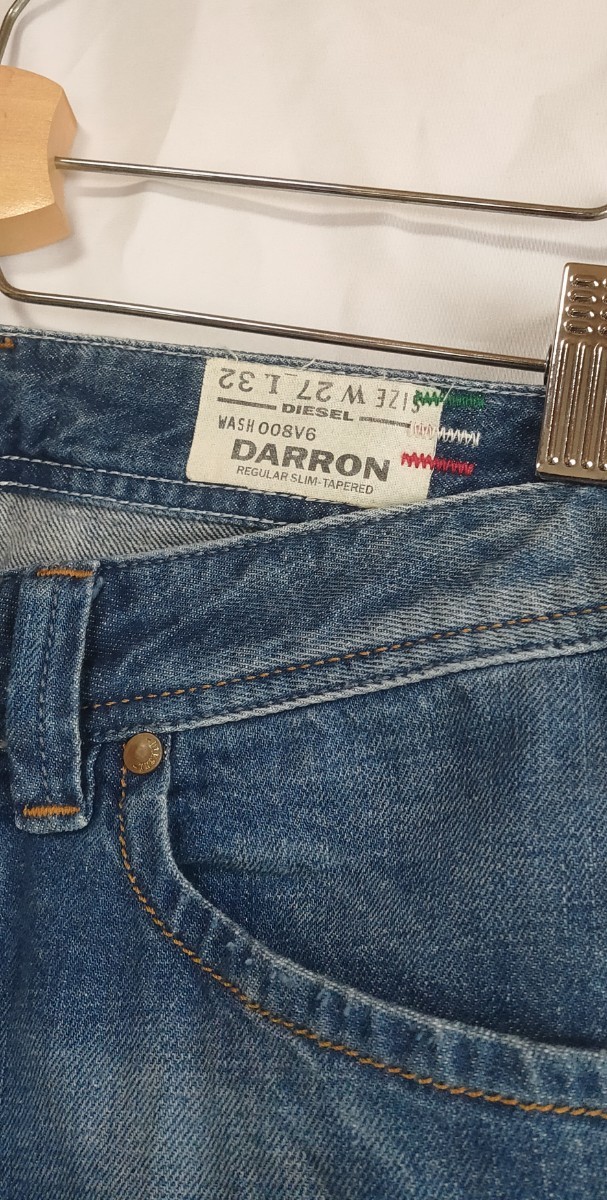 SIZE W 27 L 32
DIESEL
WASH 008V6
DARRON
REGULAR SLIM-TAPERED